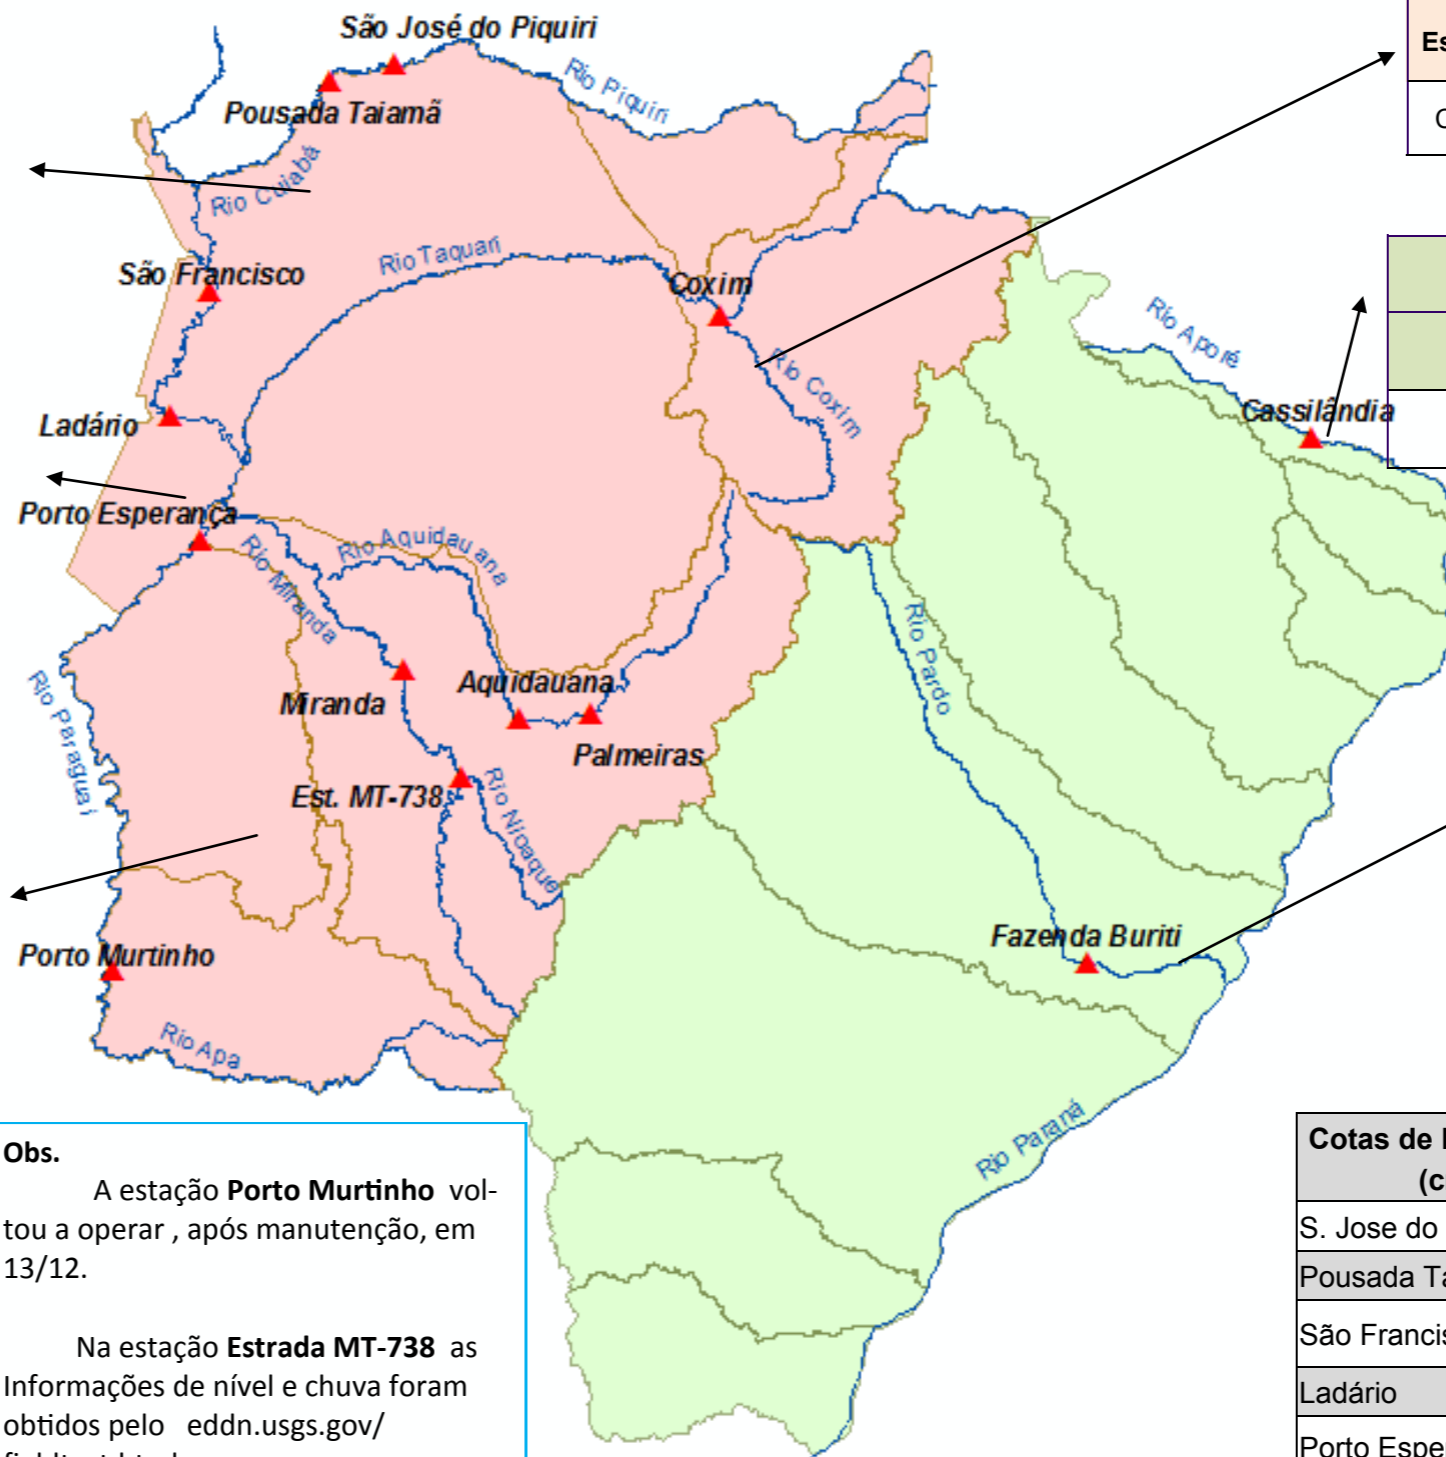 São José do Piquiri
Rio Piquiri
Pousada Taiamã
Rio Cuiabá
São Francisco
Rio Taquari
Coxim
Rio Coxim
Rio Aporé
Cassilândia
Ladário
Porto Esperança
Rio Aquidauana
Rio Miranda
Rio Pardo
Rio Paraguai
Miranda
Aquidauana
Palmeiras
Est. MT-738
Rio Nioaque
Porto Murtinho
Fazenda Buriti
Rio Apa
Rio Paraná
Obs.
A estação Porto Murtinho vol-
tou a operar , após manutenção, em
13/12.
Na estação Estrada MT-738 as
Informações de nível e chuva foram
obtidos pelo eddn.usgs.gov/
Cotas de
S. Jose do
Pousada
São
Ladário
Porto